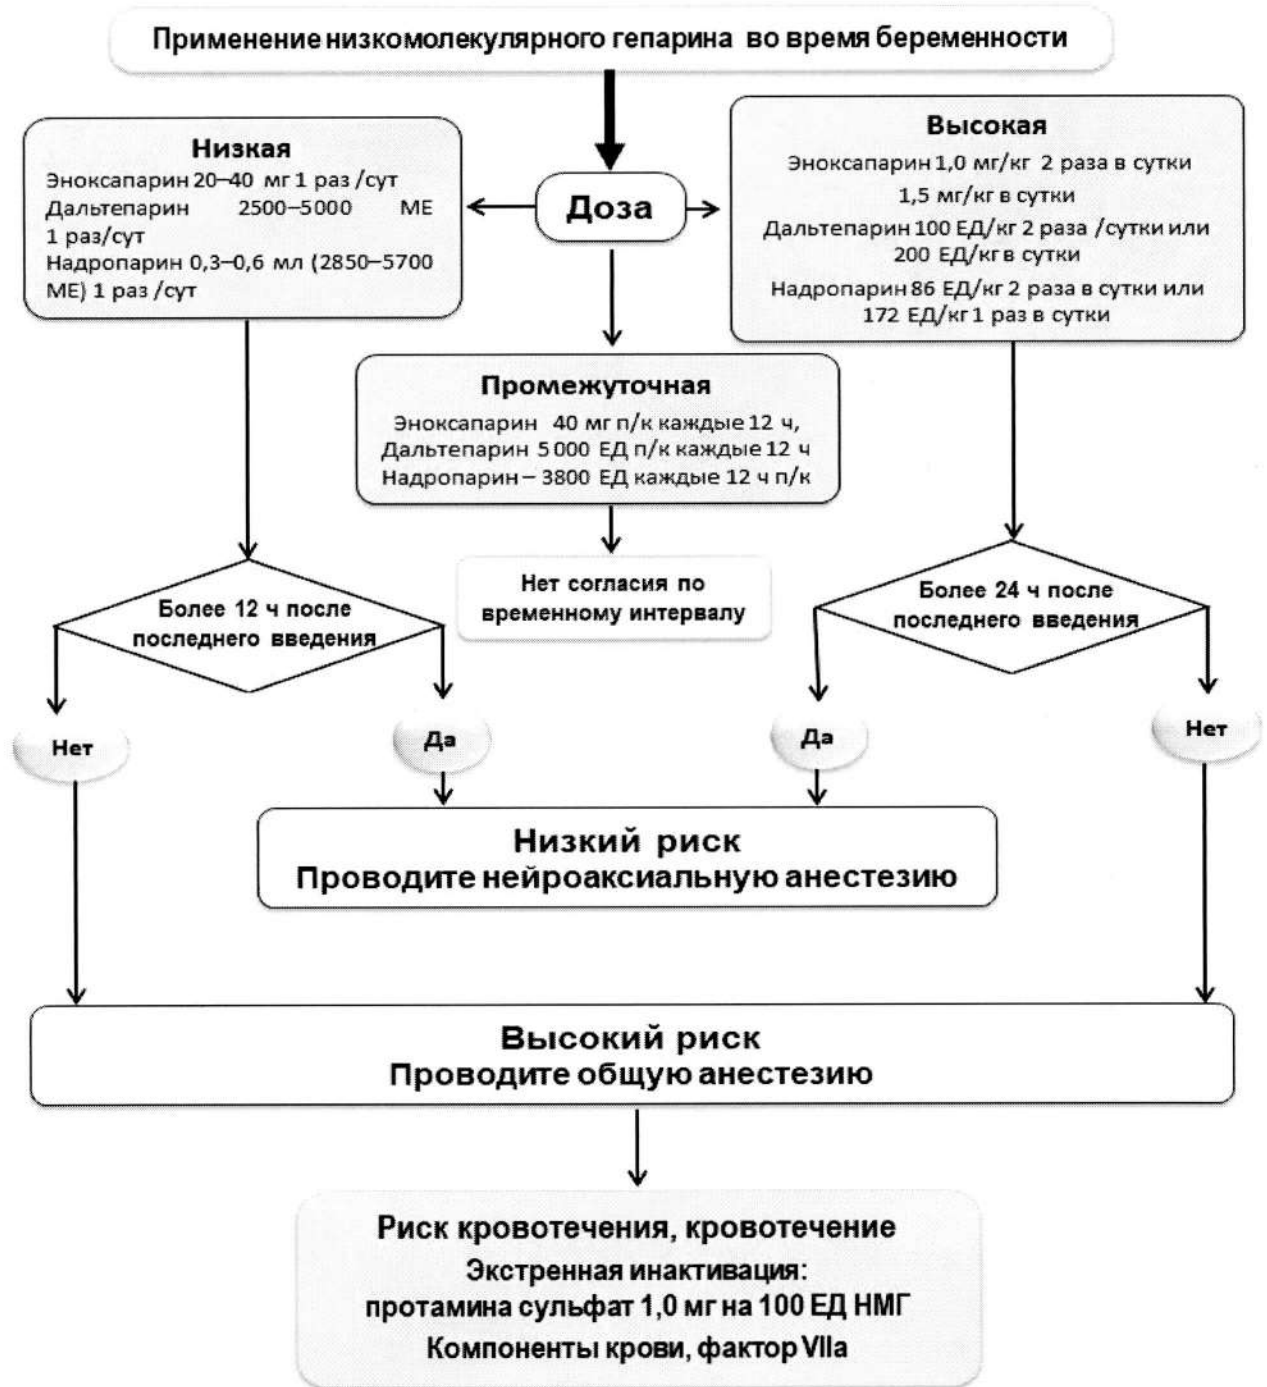 Применение низкомолекулярного гепарина во время беременности
Низкая
Эноксапарин 20–40 мг 1 раз /сут
Дальтепарин 2500–5000 МЕ
1 раз/сут
Надропарин 0,3–0,6 мл (2850–5700
МЕ) 1 раз /сут
Доза
Высокая
Эноксапарин 1,0 мг/кг 2 раза в сутки
1,5 мг/кг в сутки
Дальтепарин 100 ЕД/кг 2 раза /сутки или
200 ЕД/кг в сутки
Надропарин 86 ЕД/кг 2 раза в сутки или
172 ЕД/кг 1 раз в сутки
Промежуточная
Эноксапарин 40 мг п/к каждые 12 ч,
Дальтепарин 5000 ЕД п/к каждые 12 ч
Надропарин – 3800 ЕД каждые 12 ч п/к
Более 12 ч после
последнего введения
Нет согласия по
временному интервалу
Более 24 ч после
последнего введения
Нет
Да
Да
Нет
Низкий риск
Проводите нейроаксиальную анестезию
Высокий риск
Проводите общую анестезию
Риск кровотечения, кровотечение
Экстренная инактивация:
протамина сульфат 1,0 мг на 100 ЕД НМГ
Компоненты крови, фактор VIIa